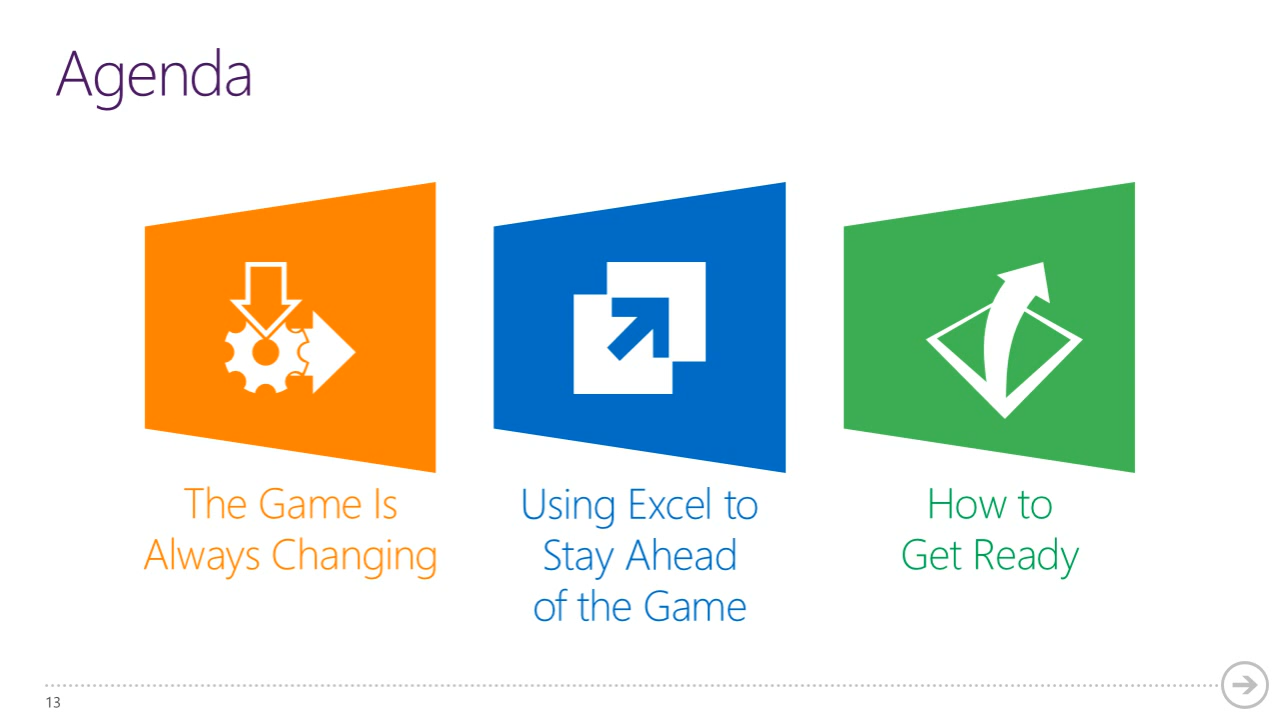 Agenda
The Game Is
Always Changing
Using Excel to
Stay Ahead
of the Game
How to
Get Ready
13